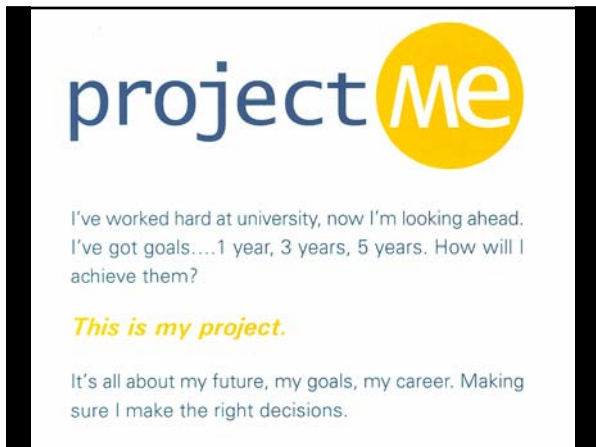 project Me
I've worked hard at university, now I'm looking ahead.
I've got goals....1 year, 3 years, 5 years. How will I
achieve them?
This is my project.
It's all about my future, my goals, my career. Making
sure I make the right decisions.